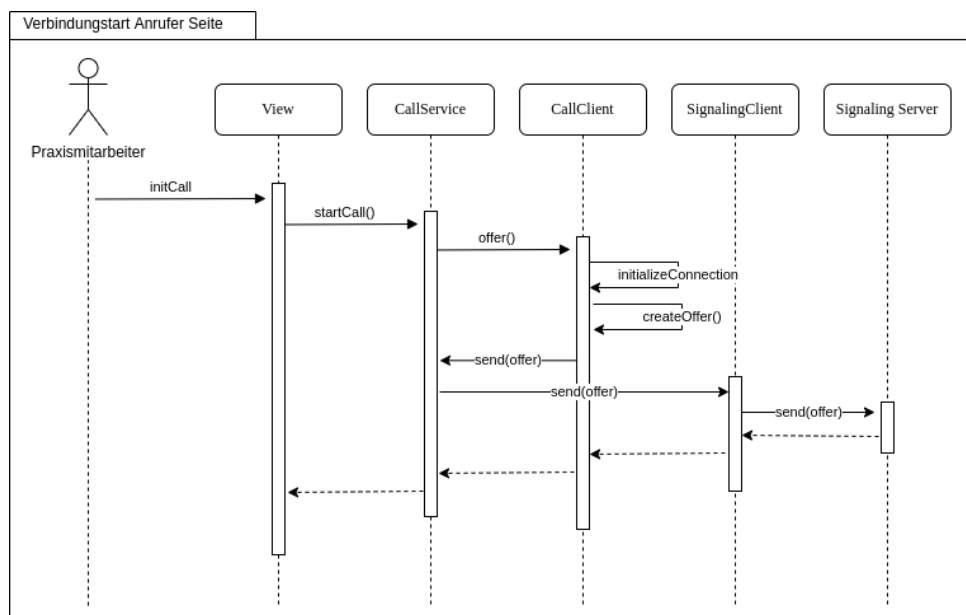 Verbindungstart Anrufer Seite
Praxismitarbeiter
View
CallService
CallClient
SignalingClient
Signaling Server
initCall
startCall()
offer()
initializeConnection
createOffer()
send(offer)
send(offer)
send(offer)